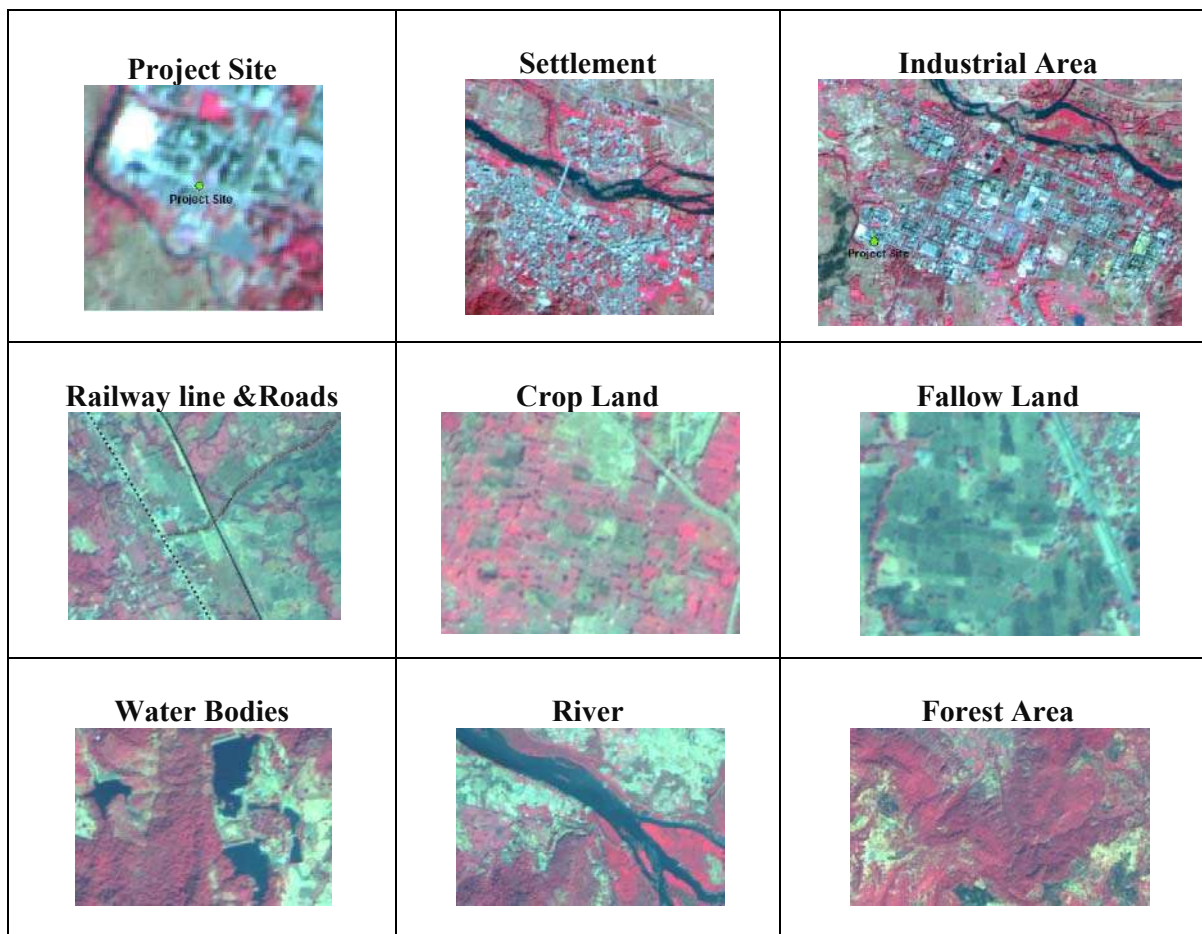 Project Site
Settlement
Industrial Area
Project Site
Project Site
Railway line &Roads
Crop Land
Fallow Land
Water Bodies
River
Forest Area